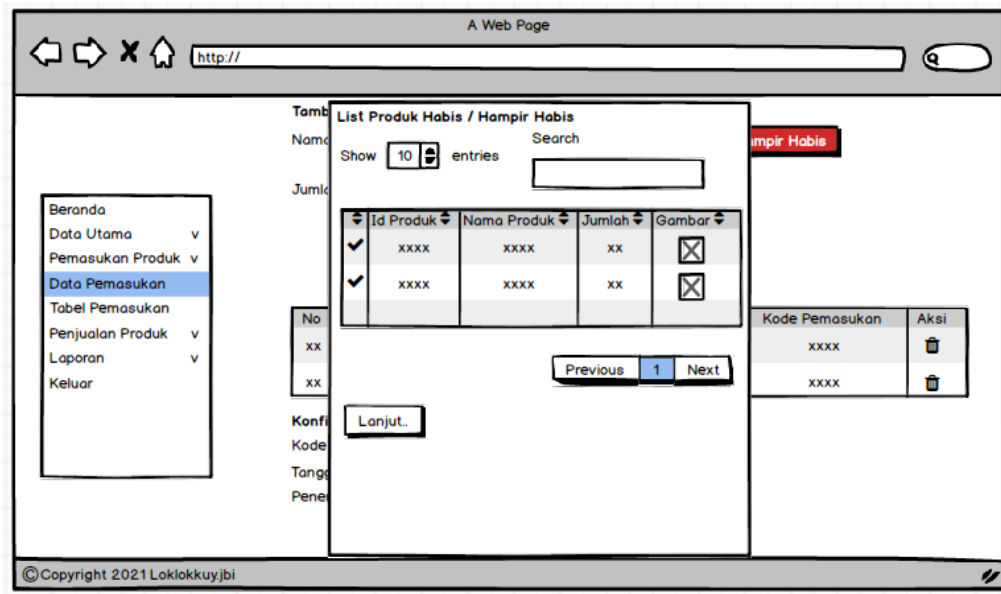 A Web Page
http://
Tamb
Nama
Jumla
mpir Habis
List Produk Habis / Hampir Habis
Search
Show 10 entries
Id Produk Nama Produk Jumlah Gambar
xxxx xxxx xx
xxxx xxxx xx
Previous 1 Next
Lanjut..
Beranda
Data Utama v
Pemasukan Produk v
Data Pemasukan
Tabel Pemasukan
Penjualan Produk v
Laporan v
Keluar
No Kode Pemasukan Aksi
xx xxxx
xx xxxx
Konfi
Kode
Tangg
Pener
©Copyright 2021 Loklokkuy.jbi